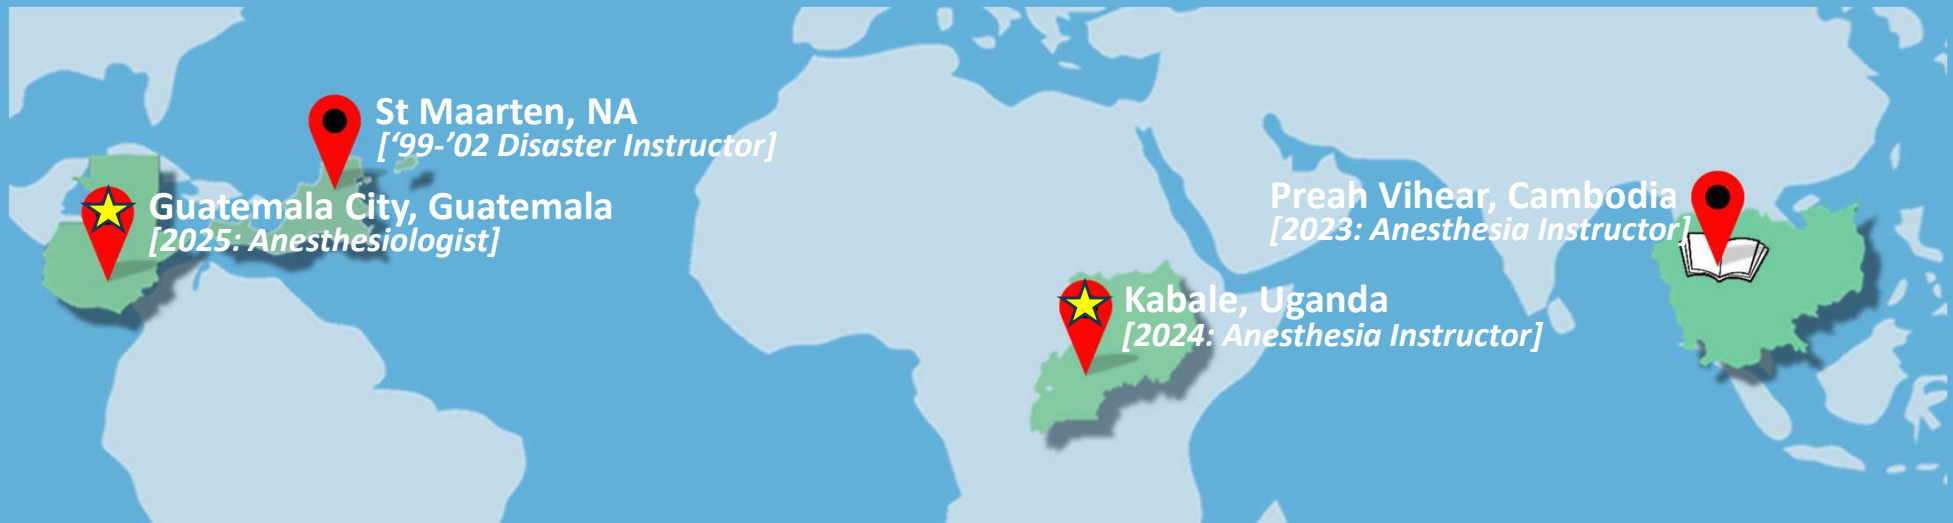 St Maarten, NA
[‘99-’02 Disaster Instructor]
Guatemala City, Guatemala
[2025: Anesthesiologist]
Preah Vihear, Cambodia
[2023: Anesthesia Instructor]
Kabale, Uganda
[2024: Anesthesia Instructor]